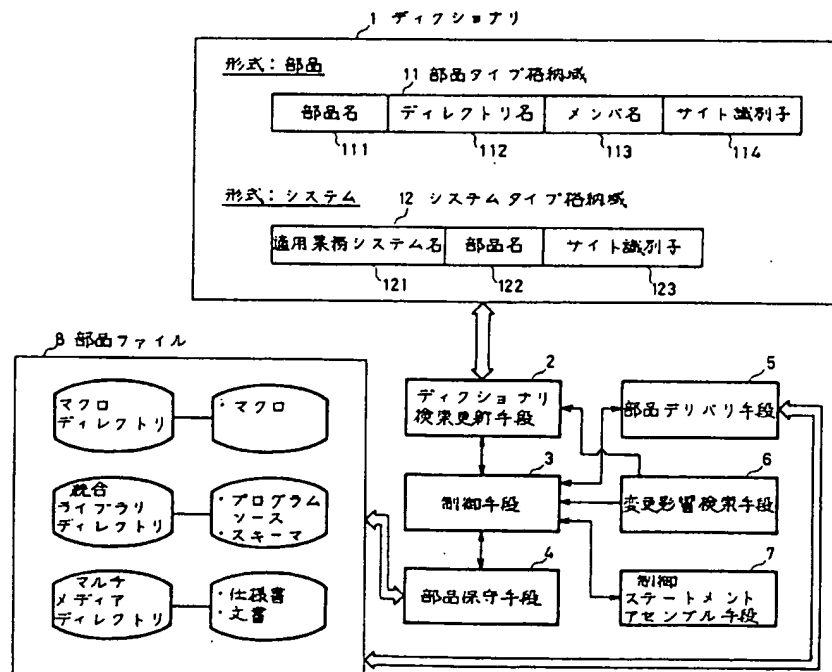 1 ディクショナリ
形式:部品
11 部品タイプ格納域
部品名 ディレクトリ名 メンバ名 サイト識別子
111 112 113 114
形式:システム
12 システムタイプ格納域
適用業務システム名 部品名 サイト識別子
121 122 123
8 部品ファイル
マクロ
ディレクトリ
・マクロ
統合
ライブラリ
ディレクトリ
・プログラム
ソース
・スキーマ
マルチ
メディア
ディレクトリ
・仕様書
・文書
2
ディクショナリ
検索更新手段
3
制御手段
4
部品保守手段
5
部品デリバリ手段
6
変更影響検索手段
7
制御
ステートメント
アセンブル手段